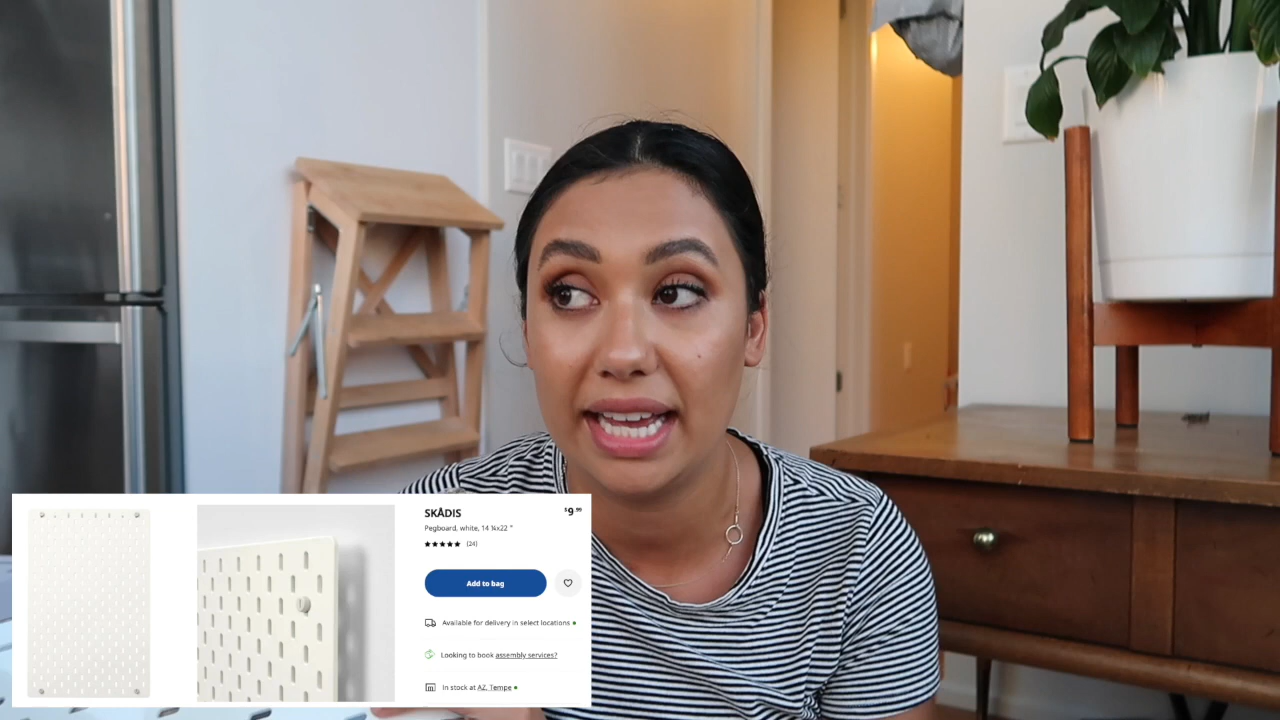 SKÅDIS
$9.99
Pegboard, white, 14 ¼x22 "
(24)
Add to bag
Available for delivery in select locations
Looking to book assembly services?
In stock at AZ, Tempe